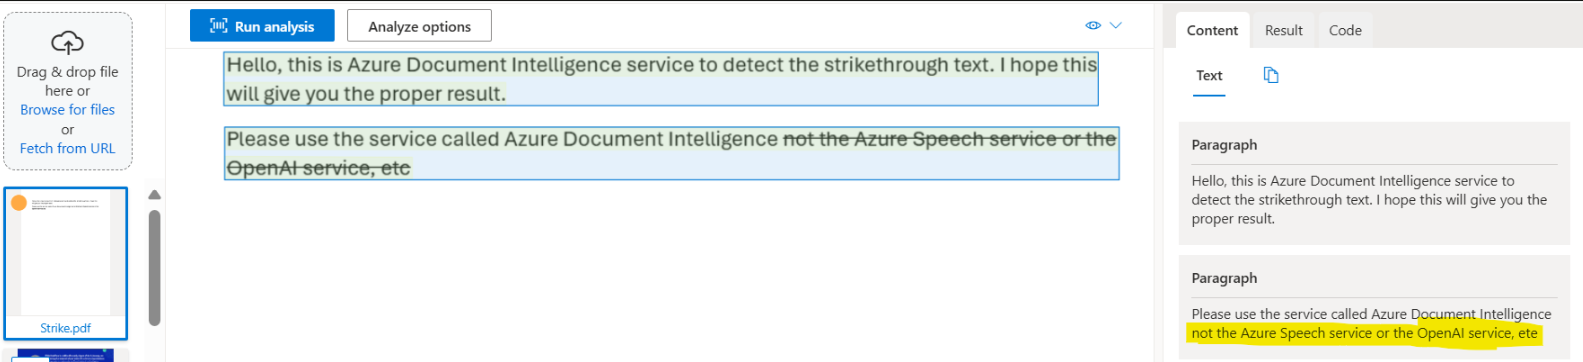 Drag & drop file
here or
Browse for files
or
Fetch from URL
Strike.pdf
Run analysis
Analyze options
Hello, this is Azure Document Intelligence service to detect the strikethrough text. I hope this
will give you the proper result.
Please use the service called Azure Document Intelligence not the Azure Speech service or the
OpenAI service, etc
Content
Result
Code
Text
Paragraph
Hello, this is Azure Document Intelligence service to
detect the strikethrough text. I hope this will give you the
proper result.
Paragraph
Please use the service called Azure Document Intelligence
not the Azure Speech service or the OpenAI service, ete